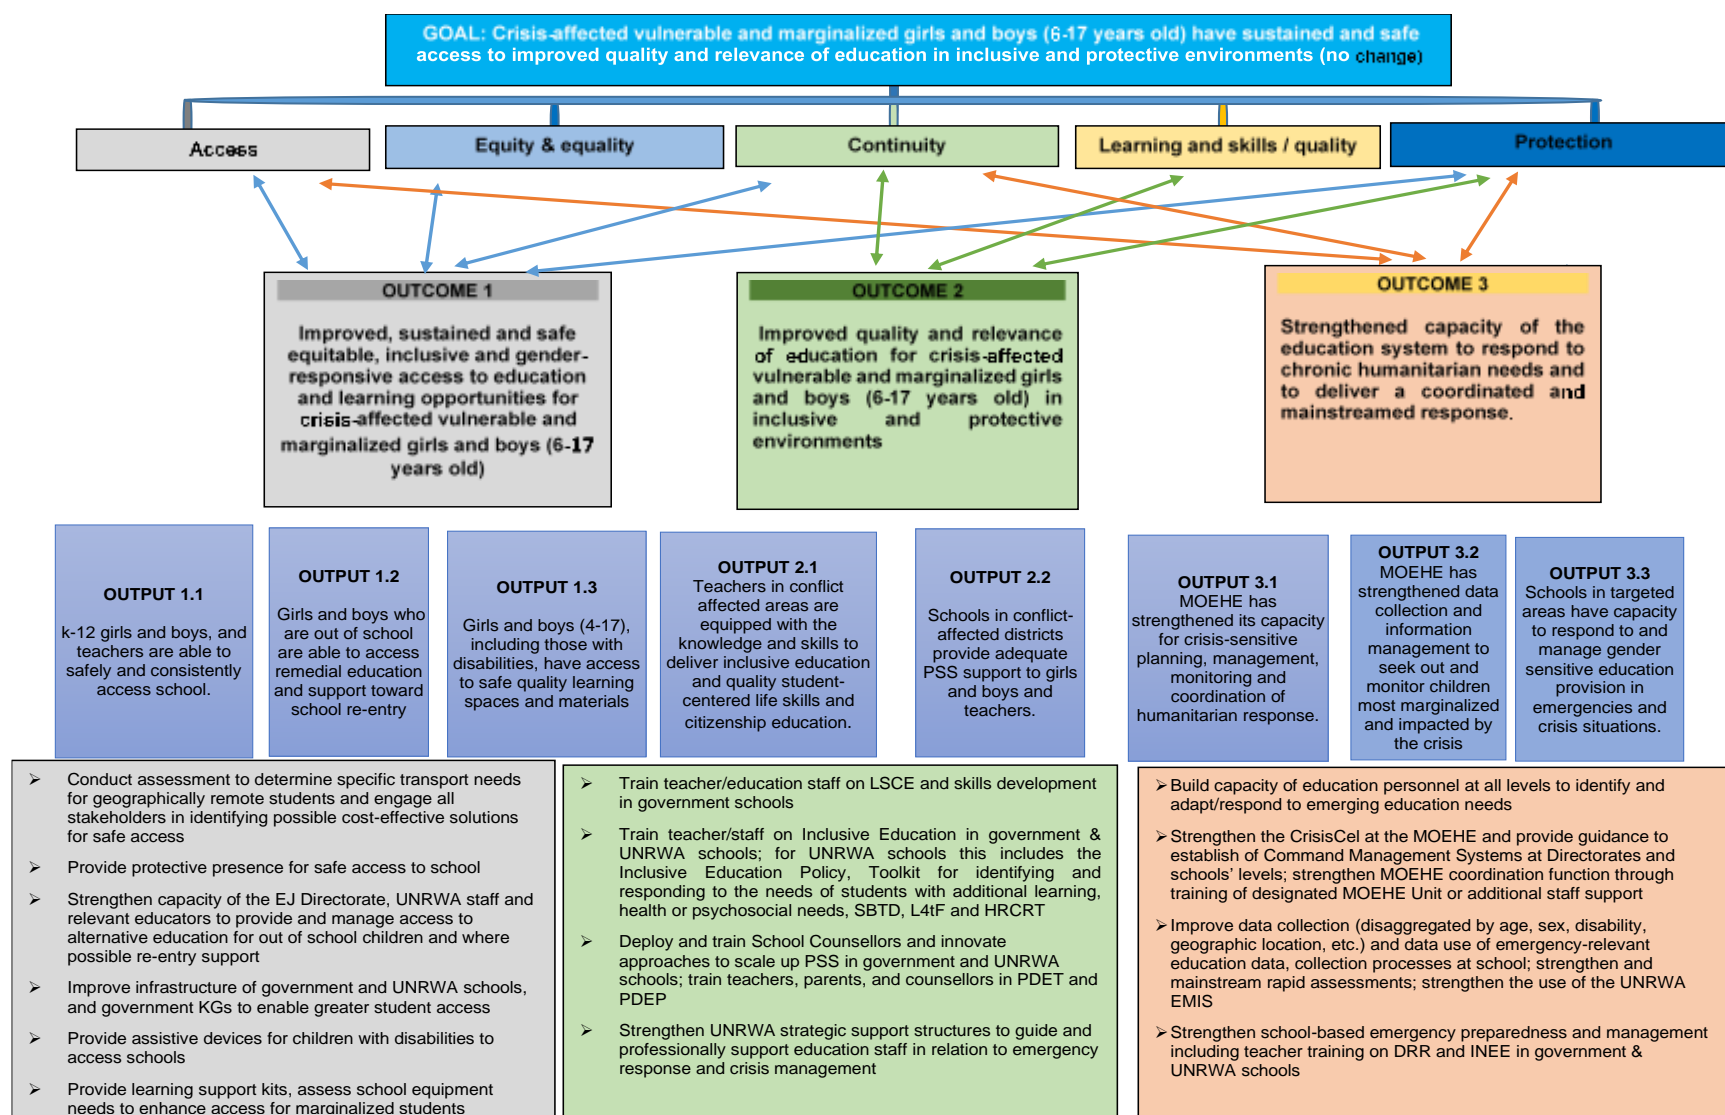 GOAL: Crisis-affected vulnerable and marginalized girls and boys (6-17 years old) have sustained and safe
access to improved quality and relevance of education in inclusive and protective environments (no change)
Access
Equity & equality
Continuity
Learning and skills / quality
Protection
OUTCOME 1
Improved, sustained and safe
equitable, inclusive and gender-
responsive access to education
and learning opportunities for
crisis-affected vulnerable and
marginalized girls and boys (6-17
years old)
OUTCOME 2
Improved quality and relevance
of education for crisis-affected
vulnerable and marginalized girls
and boys (6-17 years old) in
inclusive and protective
environments
OUTCOME 3
Strengthened capacity of the
education system to respond to
chronic humanitarian needs and
to deliver a coordinated and
mainstreamed response.
OUTPUT 1.1
k-12 girls and boys, and
teachers are able to
safely and consistently
access school.
OUTPUT 1.2
Girls and boys who
are out of school
are able to access
remedial education
and support toward
school re-entry
OUTPUT 1.3
Girls and boys (4-17),
including those with
disabilities, have access
to safe quality learning
spaces and materials
OUTPUT 2.1
Teachers in conflict
affected areas are
equipped with the
knowledge and skills to
deliver inclusive education
and quality student-
centered life skills and
citizenship education.
OUTPUT 2.2
Schools in conflict-
affected districts
provide adequate
PSS support to girls
and boys and
teachers.
OUTPUT 3.1
MOEHE has
strengthened its capacity
for crisis-sensitive
planning, management,
monitoring and
coordination of
humanitarian response.
OUTPUT 3.2
MOEHE has
strengthened data
collection and
information
management to
seek out and
monitor children
most marginalized
and impacted by
the crisis
OUTPUT 3.3
Schools in targeted
areas have capacity
to respond to and
manage gender
sensitive education
provision in
emergencies and
crisis situations.
➢ Conduct assessment to determine specific transport needs
for geographically remote students and engage all
stakeholders in identifying possible cost-effective solutions
for safe access
➢ Provide protective presence for safe access to school
➢ Strengthen capacity of the EJ Directorate, UNRWA staff and
relevant educators to provide and manage access to
alternative education for out of school children and where
possible re-entry support
➢ Improve infrastructure of government and UNRWA schools,
and government KGs to enable greater student access
➢ Provide assistive devices for children with disabilities to
access schools
➢ Provide learning support kits, assess school equipment
needs to enhance access for marginalized students
➢ Train teacher/education staff on LSCE and skills development
in government schools
➢ Train teacher/staff on Inclusive Education in government &
UNRWA schools; for UNRWA schools this includes the
Inclusive Education Policy, Toolkit for identifying and
responding to the needs of students with additional learning,
health or psychosocial needs, SBTD, L4tF and HRCRT
➢ Deploy and train School Counsellors and innovate
approaches to scale up PSS in government and UNRWA
schools; train teachers, parents, and counsellors in PDET and
PDEP
➢ Strengthen UNRWA strategic support structures to guide and
professionally support education staff in relation to emergency
response and crisis management
➢ Build capacity of education personnel at all levels to identify and
adapt/respond to emerging education needs
➢ Strengthen the CrisisCel at the MOEHE and provide guidance to
establish of Command Management Systems at Directorates and
schools' levels; strengthen MOEHE coordination function through
training of designated MOEHE Unit or additional staff support
➢ Improve data collection (disaggregated by age, sex, disability,
geographic location, etc.) and data use of emergency-relevant
education data, collection processes at school; strengthen and
mainstream rapid assessments; strengthen the use of the UNRWA
EMIS
➢ Strengthen school-based emergency preparedness and management
including teacher training on DRR and INEE in government &
UNRWA schools